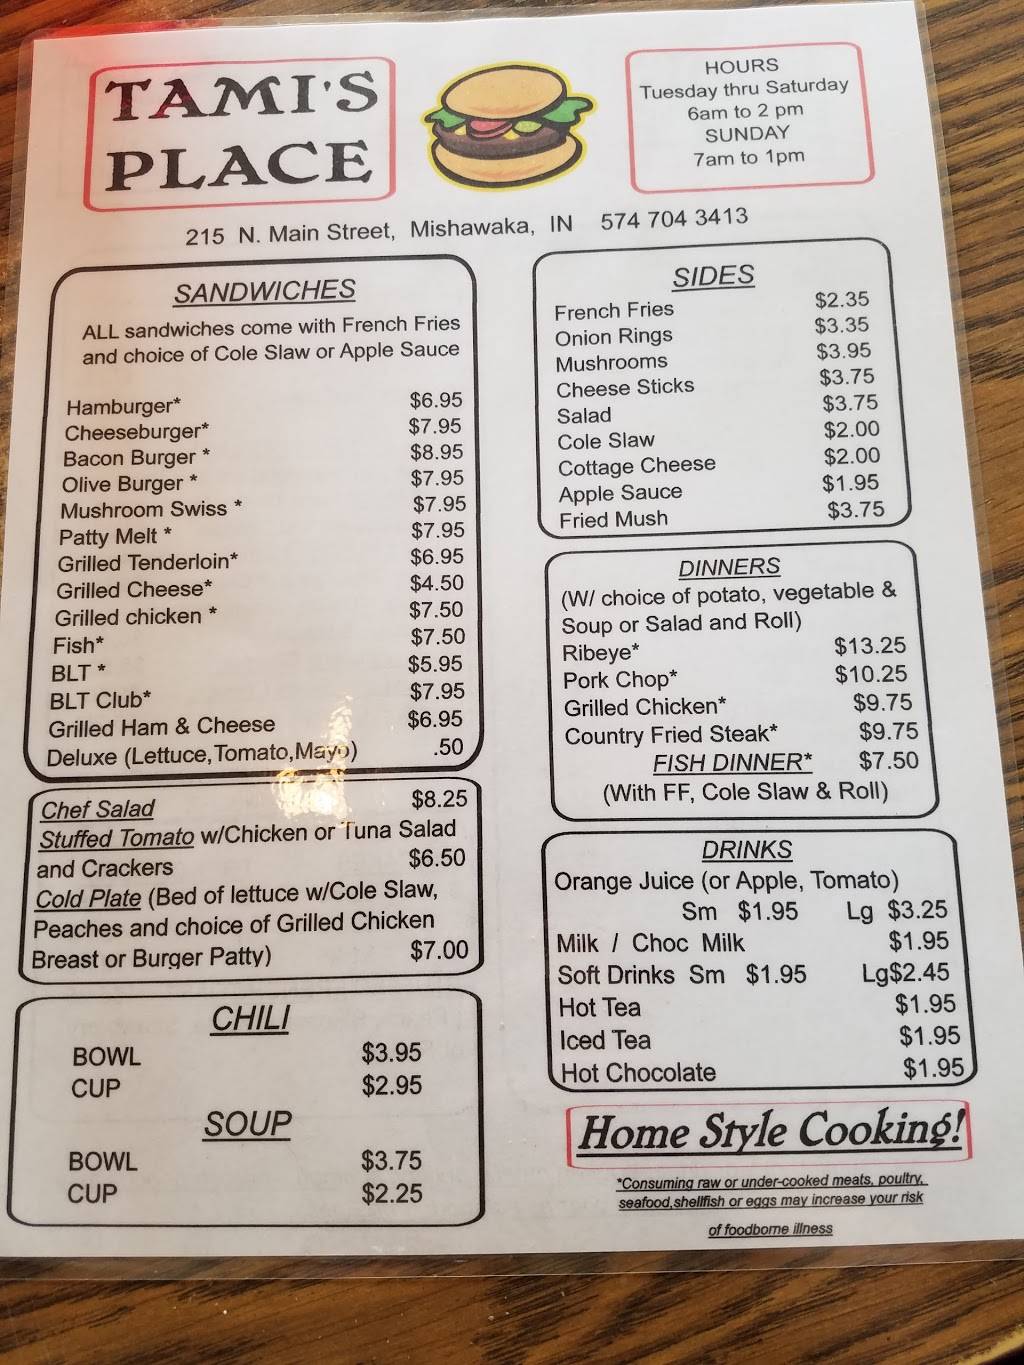 TAMI'S
PLACE
HOURS
Tuesday thru Saturday
6am to 2 pm
SUNDAY
7am to 1pm
215 N. Main Street, Mishawaka, IN 574 704 3413
SANDWICHES
ALL sandwiches come with French Fries
and choice of Cole Slaw or Apple Sauce
Hamburger* $6.95
Cheeseburger* $7.95
Bacon Burger * $8.95
Olive Burger * $7.95
Mushroom Swiss * $7.95
Patty Melt * $7.95
Grilled Tenderloin* $6.95
Grilled Cheese* $4.50
Grilled chicken * $7.50
Fish* $7.50
BLT * $5.95
BLT Club* $7.95
Grilled Ham & Cheese $6.95
Deluxe (Lettuce,Tomato,Mayo) .50
Chef Salad $8.25
Stuffed Tomato w/Chicken or Tuna Salad
and Crackers $6.50
Cold Plate (Bed of lettuce w/Cole Slaw,
Peaches and choice of Grilled Chicken
Breast or Burger Patty) $7.00
CHILI
BOWL $3.95
CUP $2.95
SOUP
BOWL $3.75
CUP $2.25
SIDES
French Fries $2.35
Onion Rings $3.35
Mushrooms $3.95
Cheese Sticks $3.75
Salad $3.75
Cole Slaw $2.00
Cottage Cheese $2.00
Apple Sauce $1.95
Fried Mush $3.75
DINNERS
(W/ choice of potato, vegetable &
Soup or Salad and Roll)
Ribeye* $13.25
Pork Chop* $10.25
Grilled Chicken* $9.75
Country Fried Steak* $9.75
FISH DINNER* $7.50
(With FF, Cole Slaw & Roll)
DRINKS
Orange Juice (or Apple, Tomato)
Sm $1.95 Lg $3.25
Milk / Choc Milk $1.95
Soft Drinks Sm $1.95 Lg$2.45
Hot Tea $1.95
Iced Tea $1.95
Hot Chocolate $1.95
Home Style Cooking!
*Consuming raw or under-cooked meats, poultry,
seafood,shellfish or eggs may increase your risk
of foodborne illness